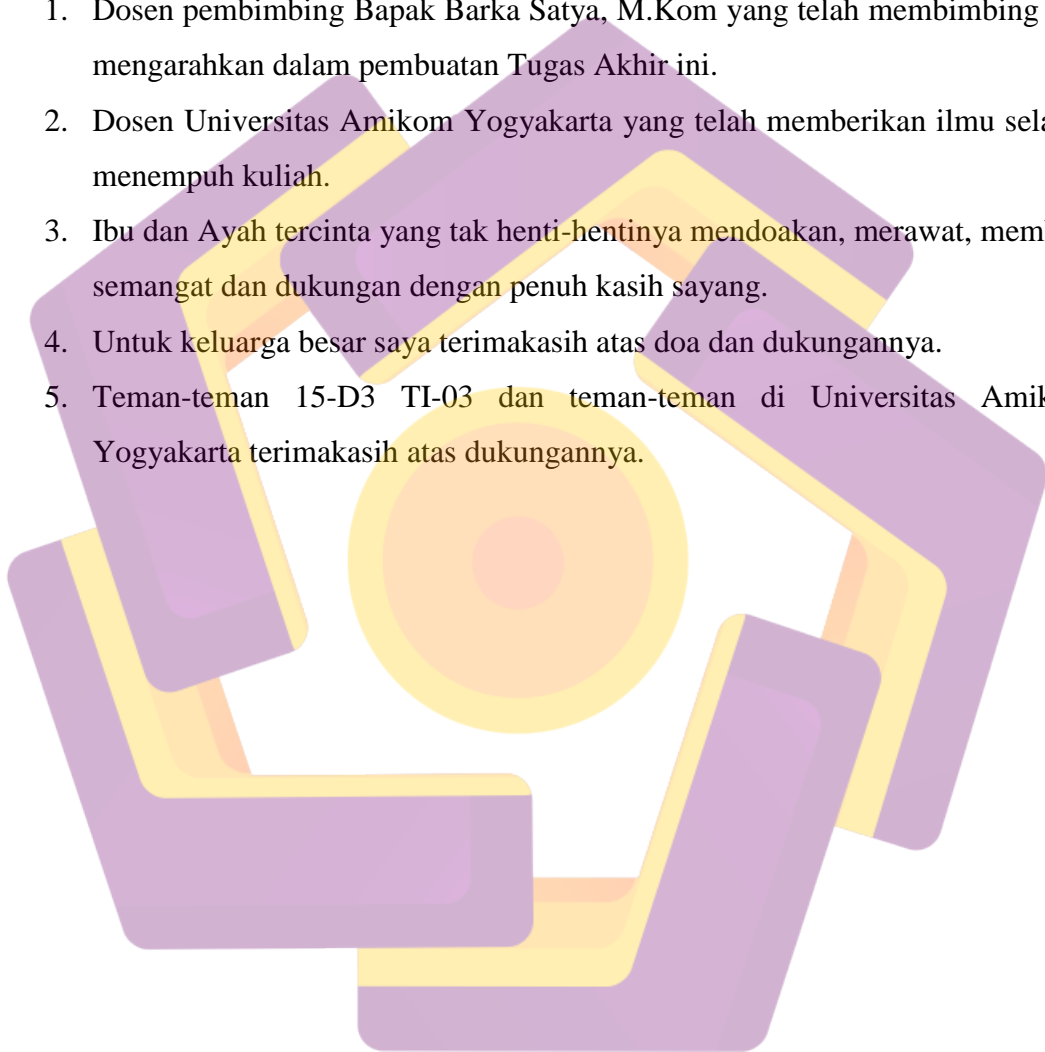 1. Dosen pembimbing Bapak Barka Satya, M.Kom yang telah membimbing
mengarahkan dalam pembuatan Tugas Akhir ini.
2. Dosen Universitas Amikom Yogyakarta yang telah memberikan ilmu
menempuh kuliah.
3. Ibu dan Ayah tercinta yang tak henti-hentinya mendoakan, merawat,
semangat dan dukungan dengan penuh kasih sayang.
4. Untuk keluarga besar saya terimakasih atas doa dan dukungannya.
5. Teman-teman 15-D3 TI-03 dan teman-teman di Universitas
Yogyakarta terimakasih atas dukungannya.